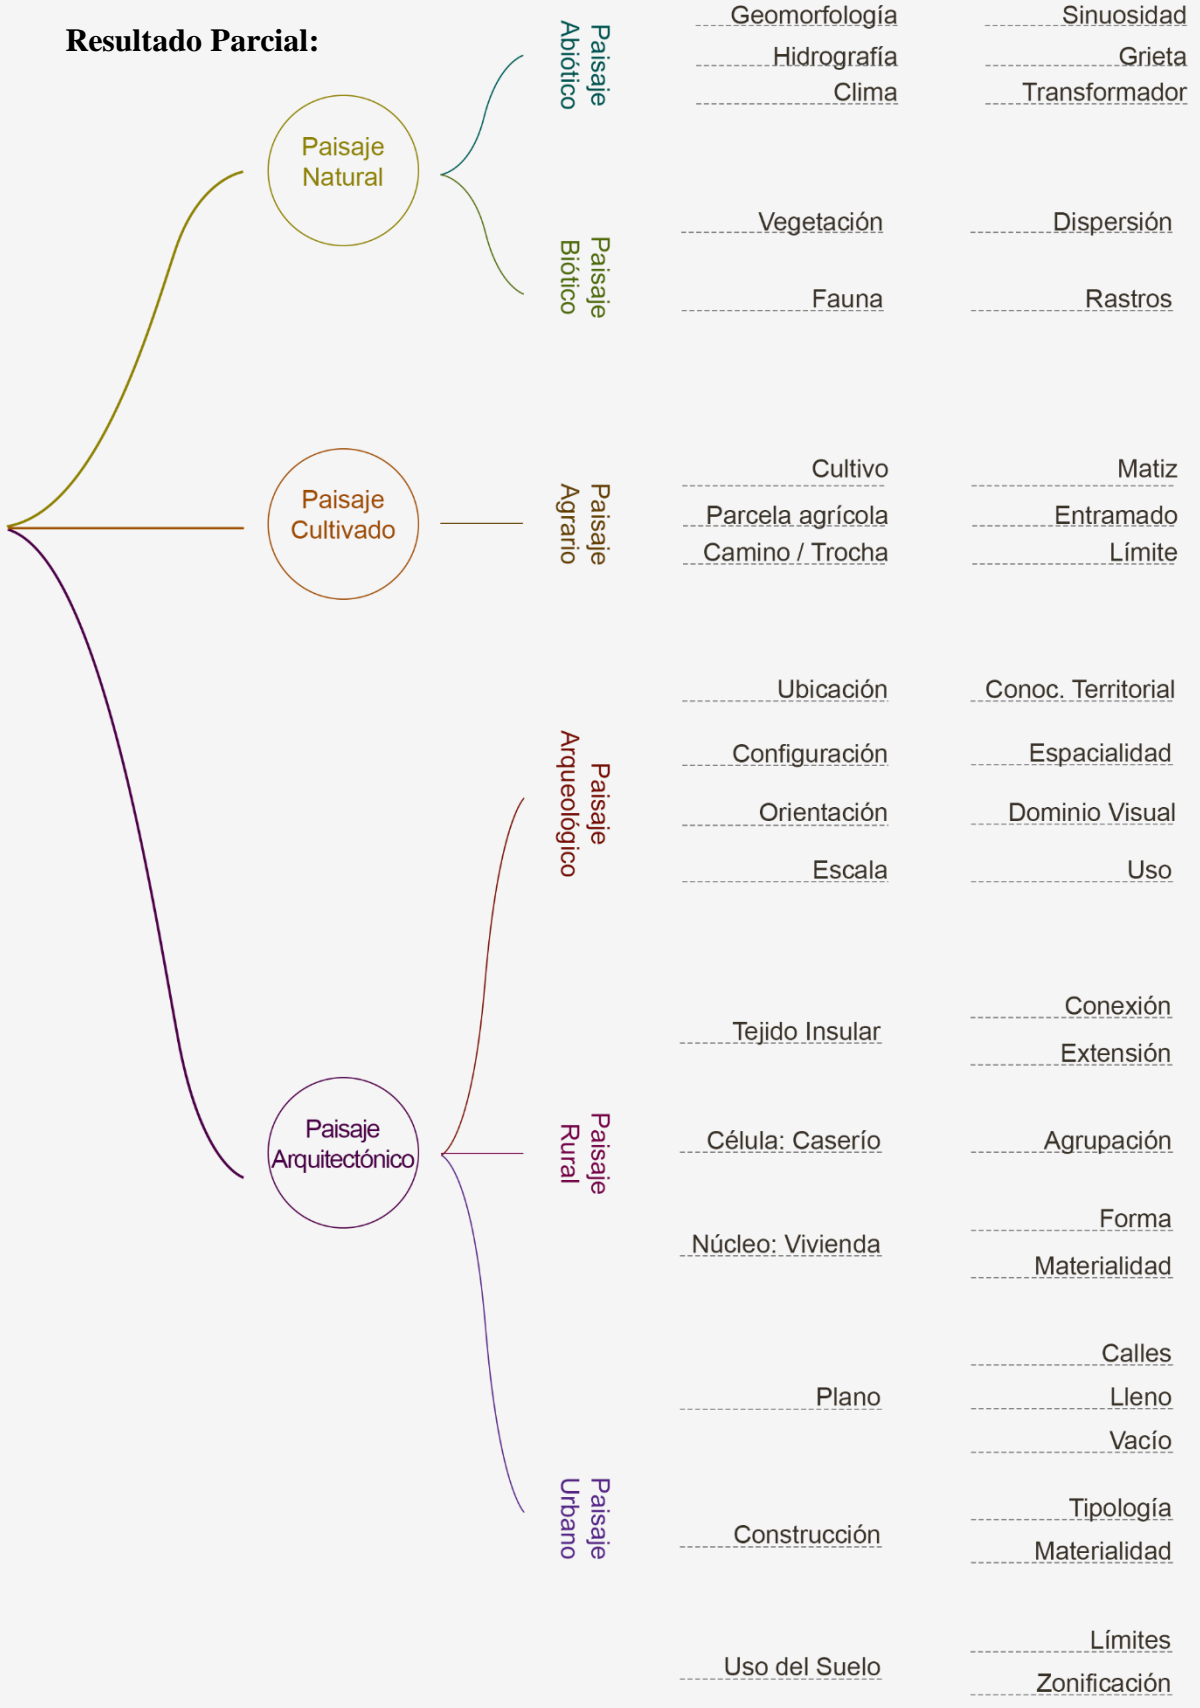 Resultado Parcial:
Paisaje
Natural
Paisaje
Abiótico
Geomorfología
Sinuosidad
Hidrografía
Grieta
Clima
Transformador
Paisaje
Biótico
Vegetación
Dispersión
Fauna
Rastros
Paisaje
Cultivado
Paisaje
Agrario
Cultivo
Matiz
Parcela agrícola
Entramado
Camino / Trocha
Límite
Paisaje
Arquitectónico
Paisaje
Arqueológico
Ubicación
Conoc. Territorial
Configuración
Espacialidad
Orientación
Dominio Visual
Escala
Uso
Paisaje
Rural
Tejido Insular
Conexión
Extensión
Célula: Caserío
Agrupación
Núcleo: Vivienda
Forma
Materialidad
Paisaje
Urbano
Plano
Calles
Lleno
Vacío
Construcción
Tipología
Materialidad
Uso del Suelo
Límites
Zonificación